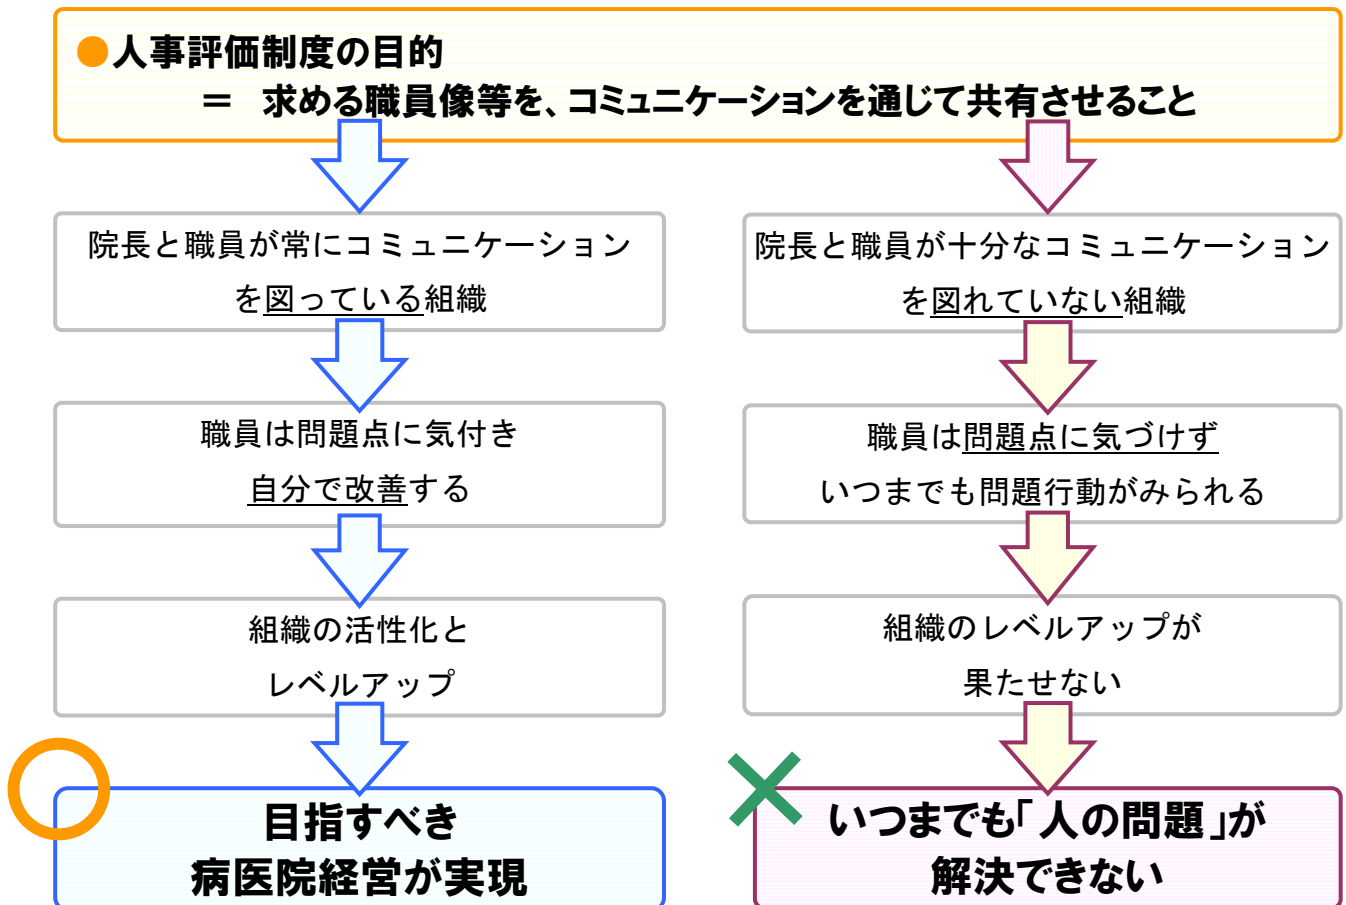 ●人事評価制度の目的
＝　求める職員像等を、コミュニケーションを通じて共有させること
院長と職員が常にコミュニケーション
を図っている組織
職員は問題点に気付き
自分で改善する
組織の活性化と
レベルアップ
目指すべき
病医院経営が実現
院長と職員が十分なコミュニケーション
を図れていない組織
職員は問題点に気づけず
いつまでも問題行動がみられる
組織のレベルアップが
果たせない
いつまでも「人の問題」が
解決できない